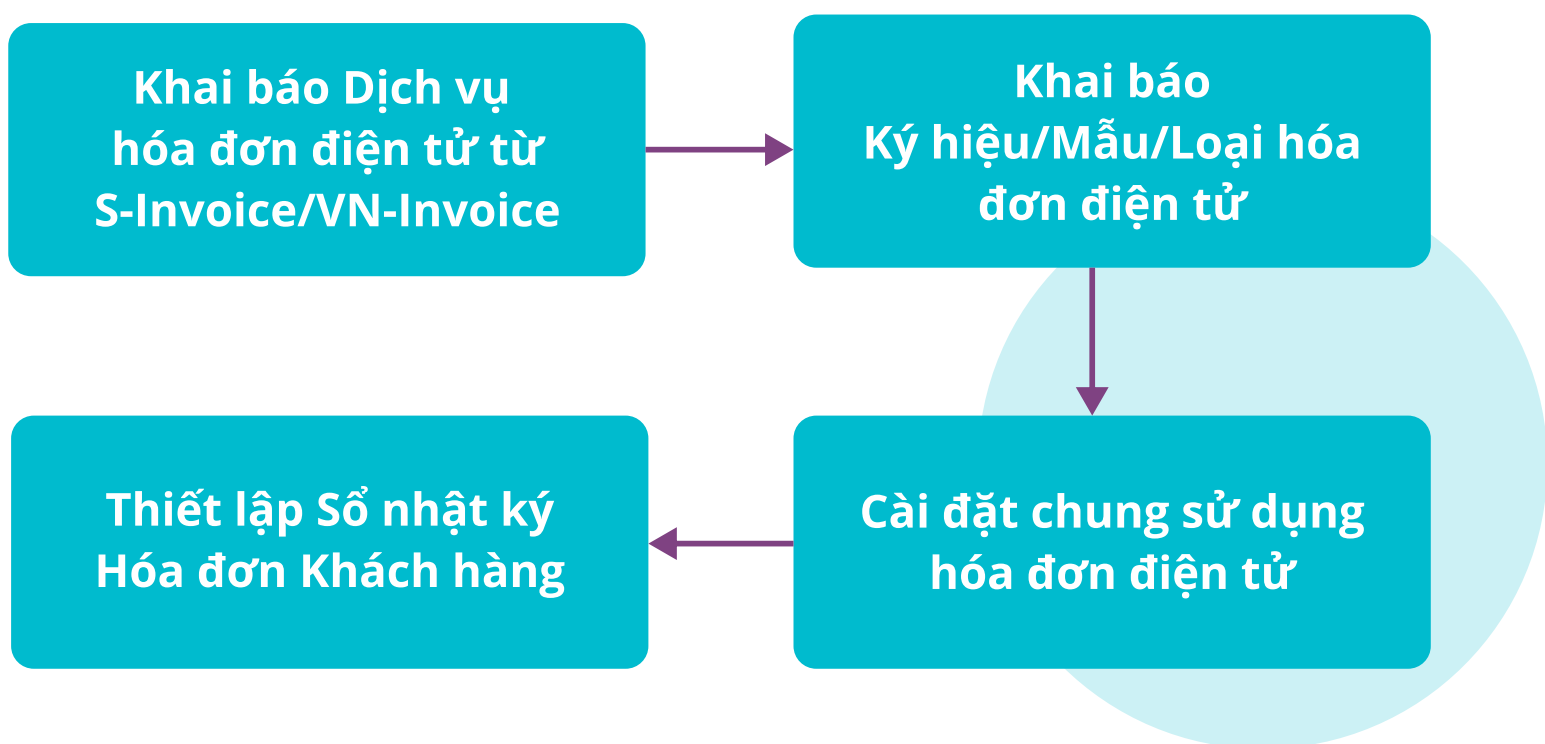 Khai báo Dịch vụ
hóa đơn điện tử từ
S-Invoice/VN-Invoice
Khai báo
Ký hiệu/Mẫu/Loại hóa
đơn điện tử
Cài đặt chung sử dụng
hóa đơn điện tử
Thiết lập Sổ nhật ký
Hóa đơn Khách hàng